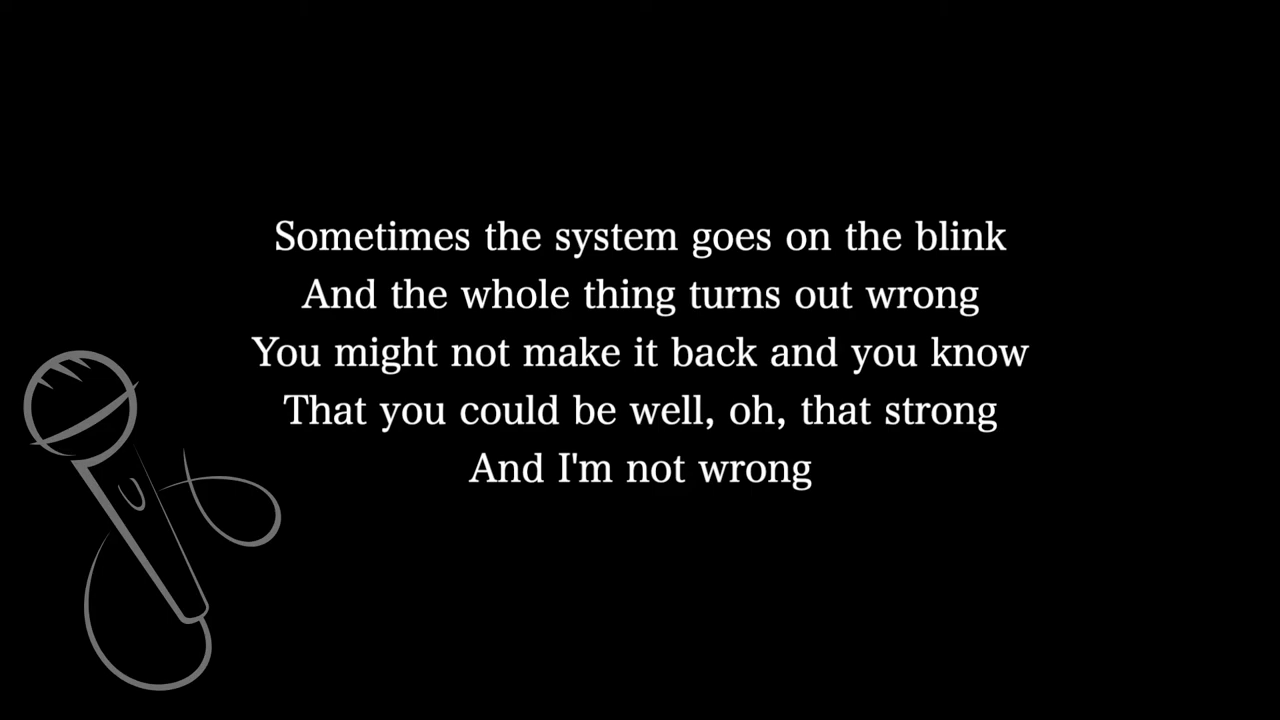 Sometimes the system goes on the blink
And the whole thing turns out wrong
You might not make it back and you know
That you could be well, oh, that strong
And I'm not wrong